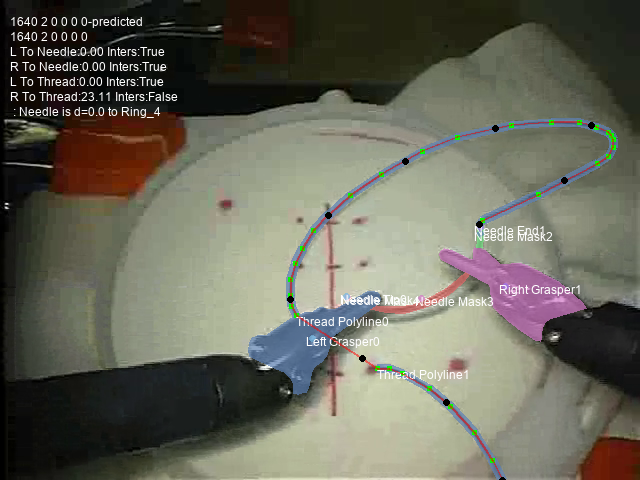 1640 2 0 0 0 0-predicted
1640 2 0 0 0 0
L To Needle:0.00 Inters:True
R To Needle:0.00 Inters:True
L To Thread:0.00 Inters:True
R To Thread:23.11 Inters:False
: Needle is d=0.0 to Ring_4
Needle End1
Needle Mask2
Right Grasper1
Needle Mask3
Thread Polyline0
Left Grasper0
Thread Polyline1